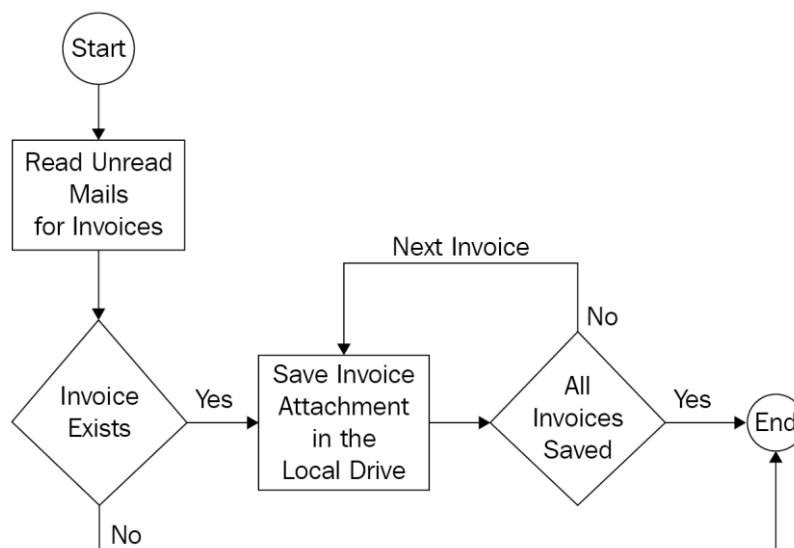 Start
Read Unread
Mails
for Invoices
Next Invoice
No
Invoice
Exists
Yes
Save Invoice
Attachment
in the
Local Drive
All
Invoices
Saved
Yes
End
No